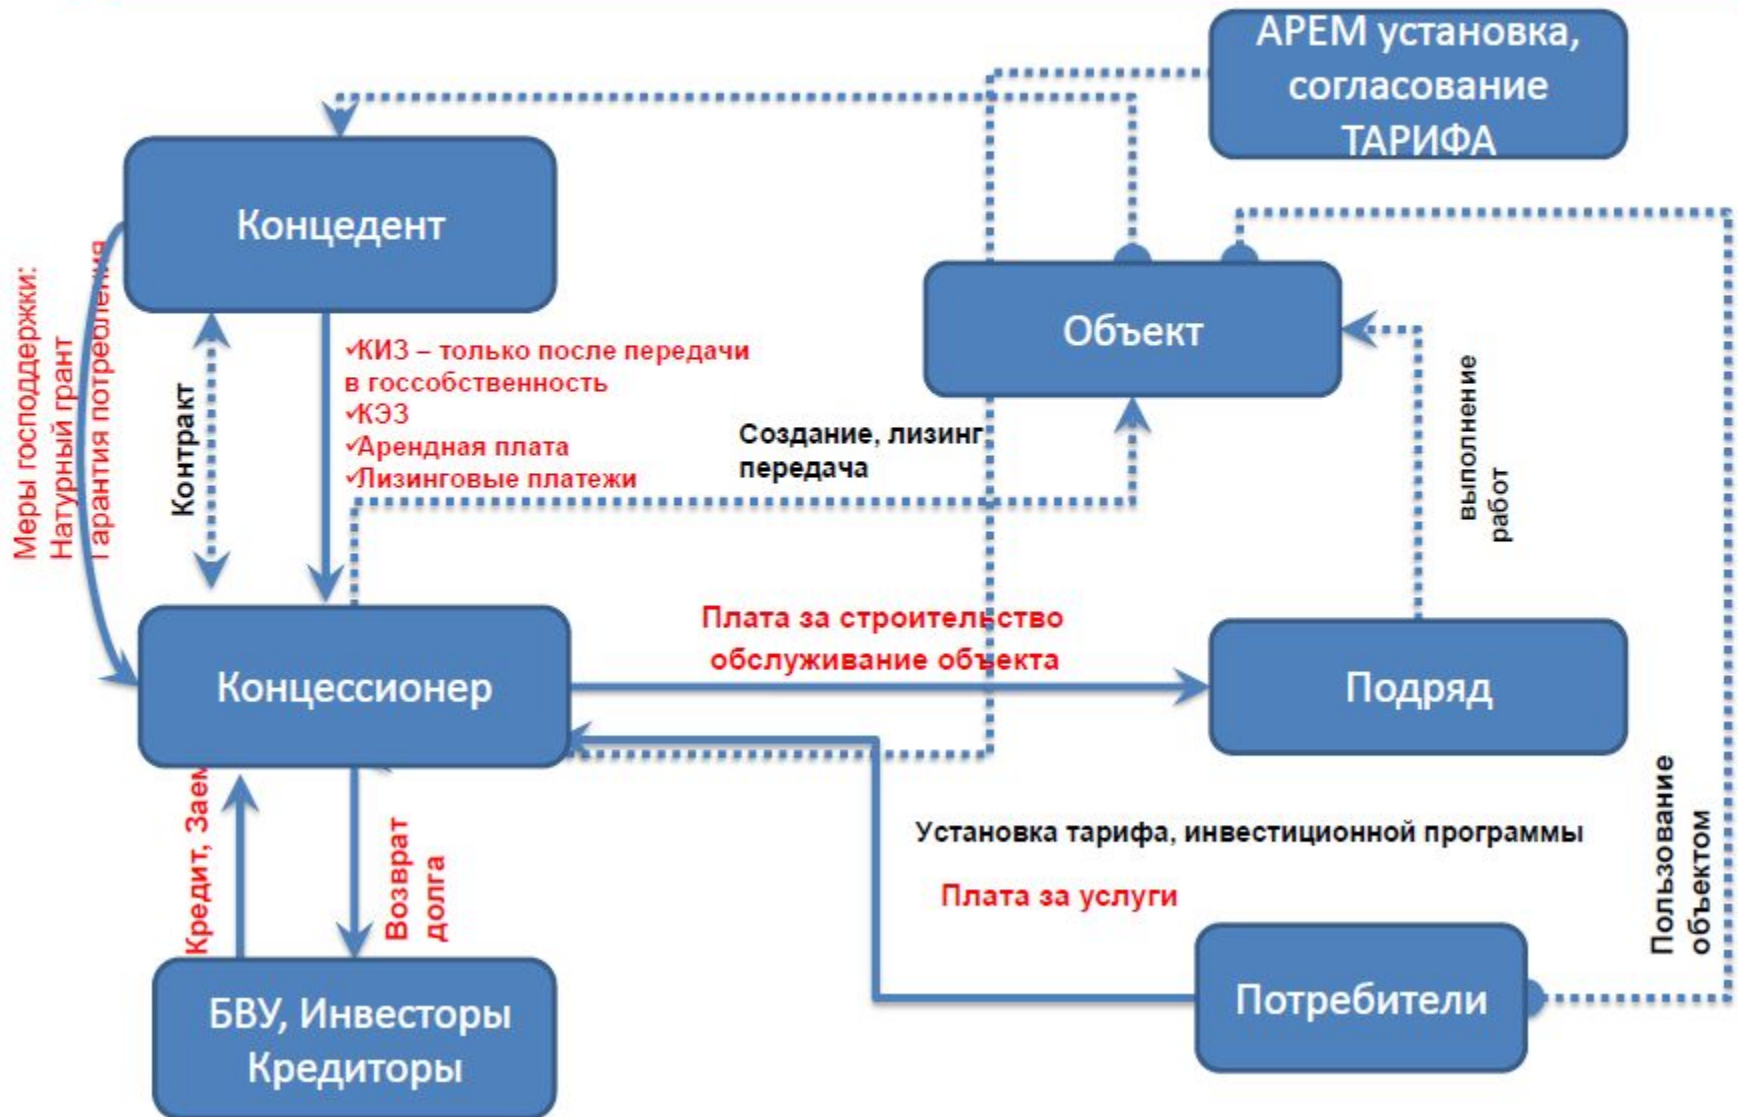 АРЕМ установка,
согласование
ТАРИФА
Концедент
Объект
Меры господдержки:
Натурный грант
Гарантия потребления
Контракт
✓КИЗ – только после передачи
в госсобственность
✓КЭЗ
✓Арендная плата
✓Лизинговые платежи
Создание, лизинг
передача
выполнение
работ
Плата за строительство
обслуживание объекта
Концессионер
Подряд
Кредит, Заем
Возврат
долга
Установка тарифа, инвестиционной программы
Плата за услуги
Пользование
объектом
БВУ, Инвесторы
Кредиторы
Потребители